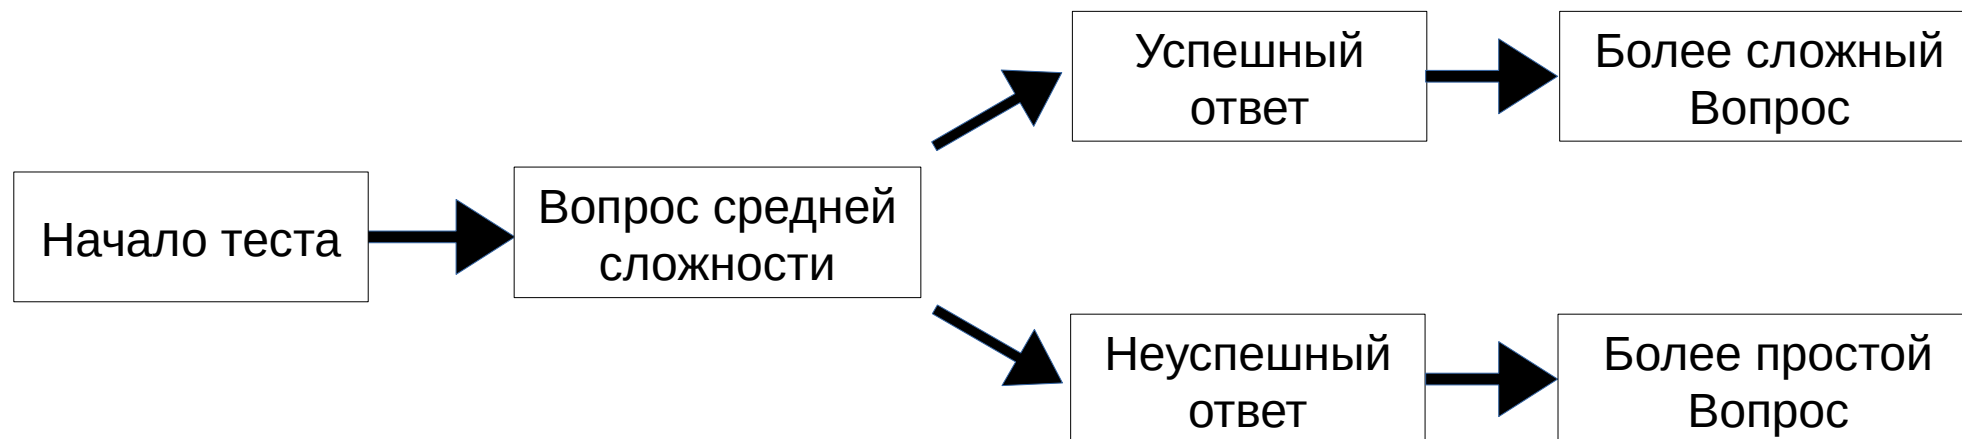 Начало теста
Вопрос средней
сложности
Успешный
ответ
Более сложный
Вопрос
Неуспешный
ответ
Более простой
Вопрос